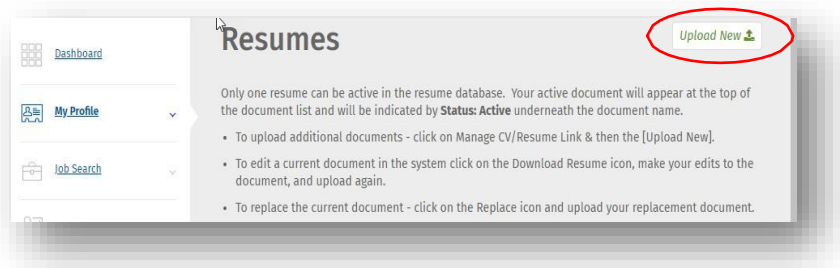 Resumes
Upload New
Dashboard
My Profile
Job Search
Only one resume can be active in the resume database.  Your active document will appear at the top of
the document list and will be indicated by Status: Active underneath the document name.
• To upload additional documents - click on Manage CV/Resume Link & then the [Upload New].
• To edit a current document in the system click on the Download Resume icon, make your edits to the
document, and upload again.
• To replace the current document - click on the Replace icon and upload your replacement document.